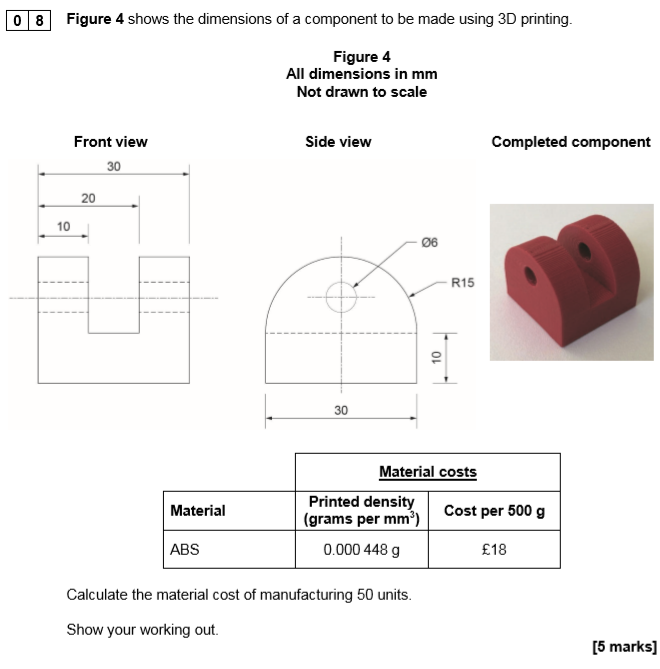 0 8 Figure 4 shows the dimensions of a component to be made using 3D printing.
Figure 4
All dimensions in mm
Not drawn to scale
Front view Side view Completed component
30
20
10
Ø6
R15
10
30
Material costs
Material Printed density (grams per mm³) Cost per 500 g
ABS 0.000 448 g £18
Calculate the material cost of manufacturing 50 units.
Show your working out.
[5 marks]